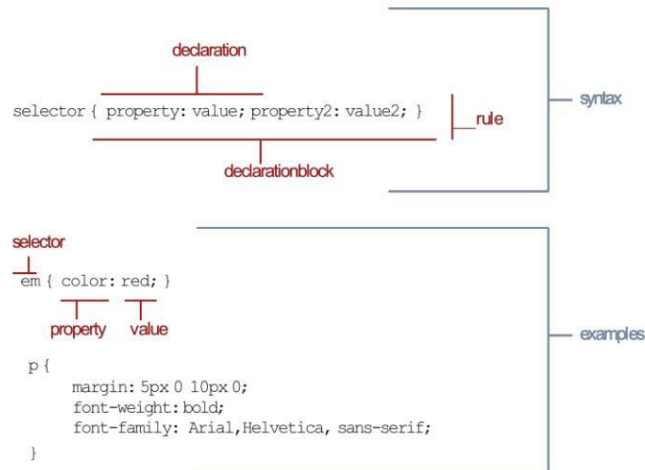 declaration
syntax
selector { property: value; property2: value2; }
rule
declarationblock
selector
em { color: red; }
property value
examples
p {
margin: 5px 0 10px 0;
font-weight: bold;
font-family: Arial,Helvetica, sans-serif;
}